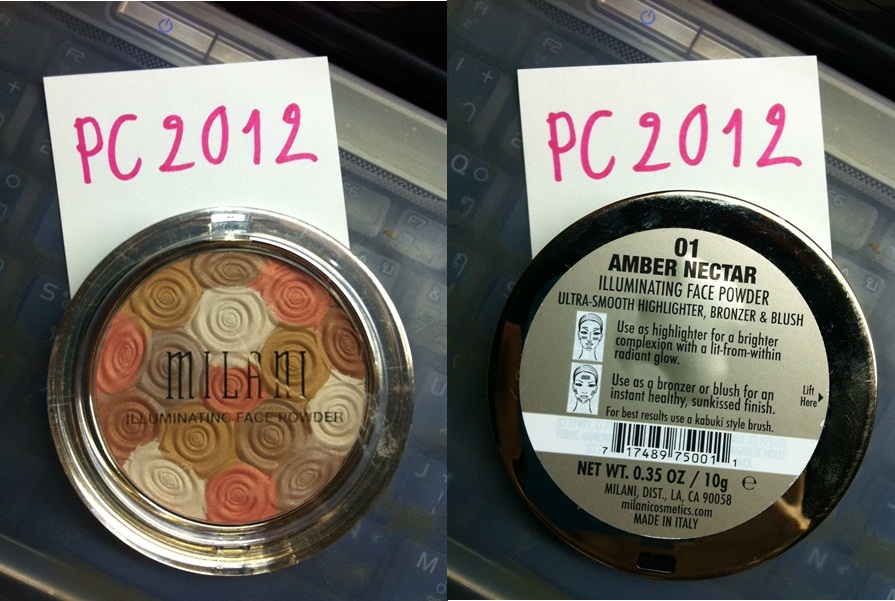 PC 2012
MILANI
ILLUMINATING FACE POWDER
PC 2012
01
AMBER NECTAR
ILLUMINATING FACE POWDER
ULTRA-SMOOTH HIGHLIGHTER, BRONZER & BLUSH
Use as highlighter for a brighter
complexion with a lit-from-within
radiant glow.
Use as a bronzer or blush for an
instant healthy, sunkissed finish.
Lift
Here
For best results use a kabuki style brush.
7 17489 75001 1
NET WT. 0.35 OZ / 10g e
MILANI, DIST., LA, CA 90058
milanicosmetics.com
MADE IN ITALY